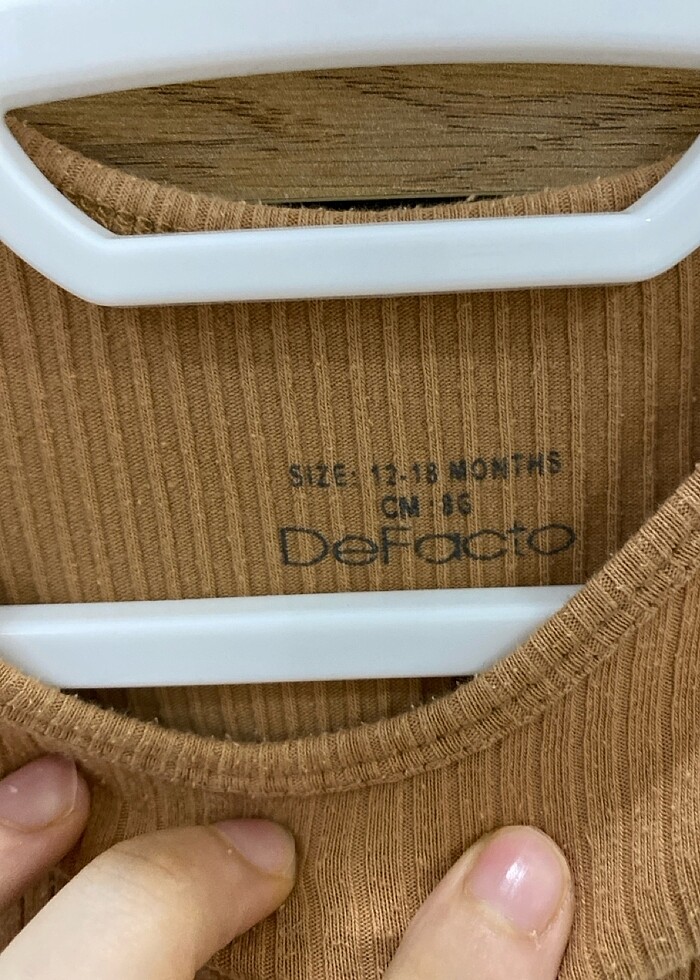 SIZE: 12-18 MONTHS
CM 86
DeFacto